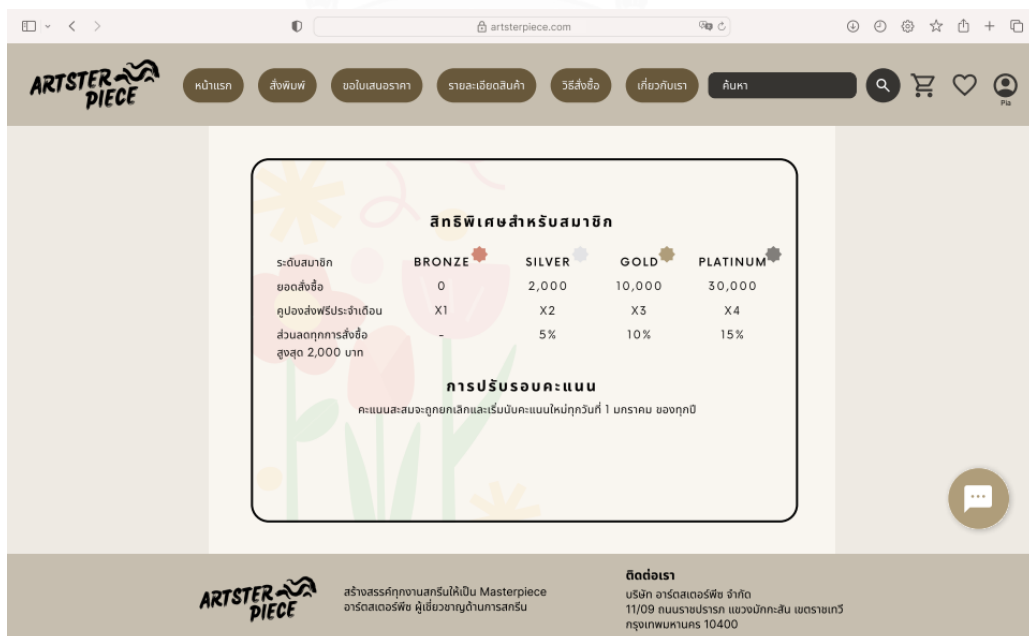 artsterpiece.com
ARTSTER PIECE
หน้าแรก
สั่งพิมพ์
ขอใบเสนอราคา
รายละเอียดสินค้า
วิธีสั่งซื้อ
เกี่ยวกับเรา
ค้นหา
Pia
สิทธิพิเศษสำหรับสมาชิก
ระดับสมาชิก BRONZE SILVER GOLD PLATINUM
ยอดสั่งซื้อ 0 2,000 10,000 30,000
คูปองส่งฟรีประจำเดือน X1 X2 X3 X4
ส่วนลดทุกการสั่งซื้อ - 5% 10% 15%
สูงสุด 2,000 บาท
การปรับรอบคะแนน
คะแนนสะสมจะถูกยกเลิกและเริ่มนับคะแนนใหม่ทุกวันที่ 1 มกราคม ของทุกปี
ARTSTER PIECE
สร้างสรรค์ทุกงานสกรีนให้เป็น Masterpiece
อาร์ตสเตอร์พีซ ผู้เชี่ยวชาญด้านการสกรีน
ติดต่อเรา
บริษัท อาร์ตสเตอร์พีซ จำกัด
11/09 ถนนราชปรารภ แขวงมักกะสัน เขตราชเทวี
กรุงเทพมหานคร 10400